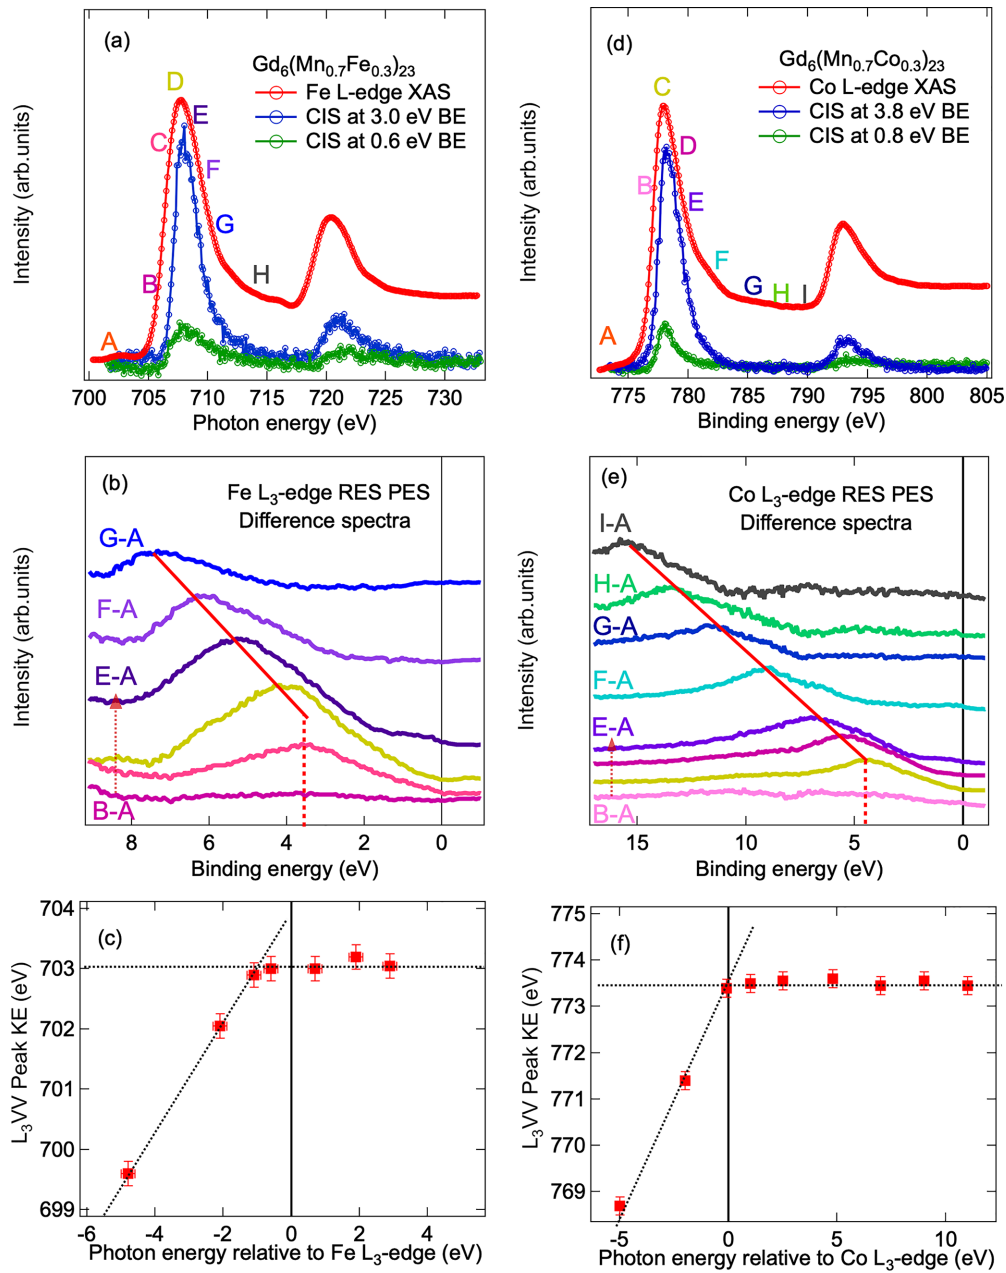 (a)
Gd6(Mn0.7Fe0.3)23
Fe L-edge XAS
CIS at 3.0 eV BE
CIS at 0.6 eV BE
A
B
C
D
E
F
G
H
Intensity (arb.units)
700 705 710 715 720 725 730
Photon energy (eV)
(d)
Gd6(Mn0.7Co0.3)23
Co L-edge XAS
CIS at 3.8 eV BE
CIS at 0.8 eV BE
A
B
C
D
E
F
G
H
I
Intensity (arb.units)
775 780 785 790 795 800 805
Binding energy (eV)
(b)
Fe L3-edge RES PES
Difference spectra
G-A
F-A
E-A
B-A
Intensity (arb.units)
8 6 4 2 0
Binding energy (eV)
(e)
Co L3-edge RES PES
Difference spectra
I-A
H-A
G-A
F-A
E-A
B-A
Intensity (arb.units)
15 10 5 0
Binding energy (eV)
(c)
704
703
702
701
700
699
L3VV Peak KE (eV)
-6 -4 -2 0 2 4
Photon energy relative to Fe L3-edge (eV)
(f)
775
774
773
772
771
770
769
L3VV Peak KE (eV)
-5 0 5 10
Photon energy relative to Co L3-edge (eV)